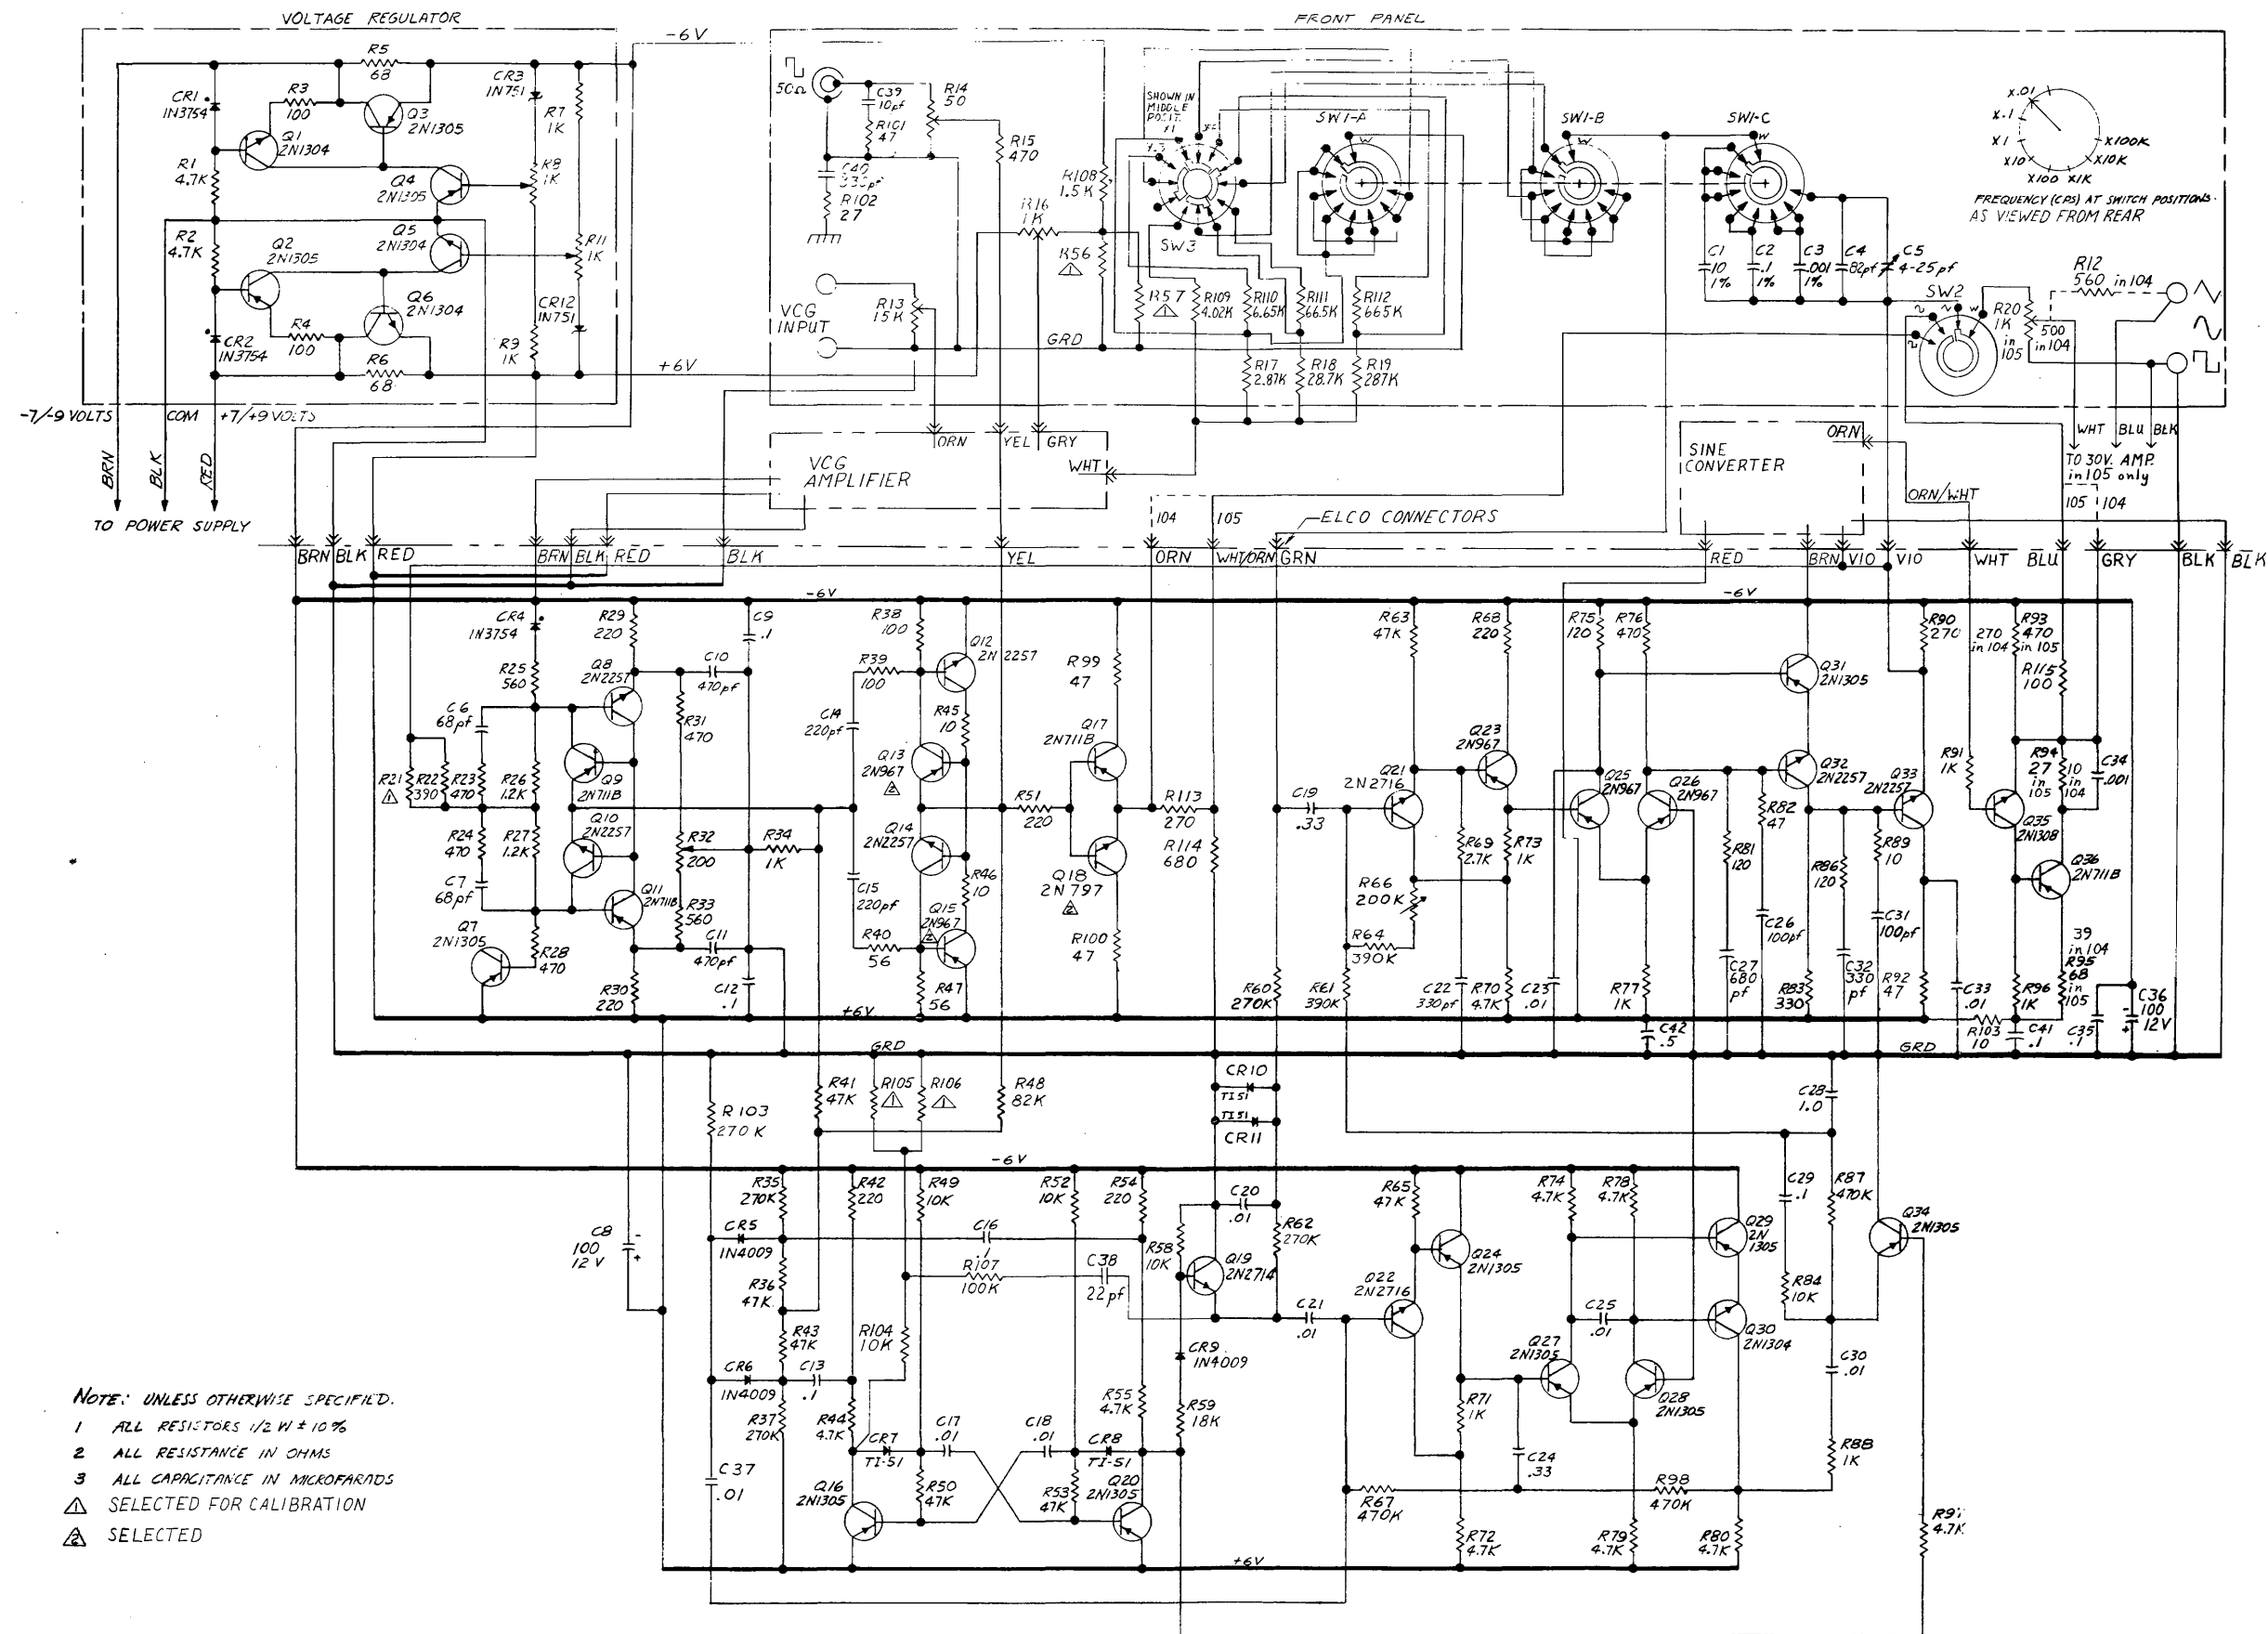 VOLTAGE REGULATOR
FRONT PANEL
-6V
R5
68
CR3
1N751
CR1
1N3754
R3
100
Q3
2N1305
R7
1K
Q1
2N1304
R1
4.7K
Q4
2N1305
R8
1K
R2
4.7K
Q2
2N1305
Q5
2N1304
R11
1K
Q6
2N1304
CR12
1N751
R4
100
CR2
1N3754
R6
68
R9
1K
+6V
-7/-9 VOLTS
COM
+7/+9 VOLTS
BRN
BLK
RED
TO POWER SUPPLY
50Ω
C39
10pf
R14
50
R101
47
R15
470
C40
330pf
R102
27
R108
1.5K
R16
1K
R56
1
R57
1
VCG
INPUT
R13
15K
GRD
SHOWN IN
MIDDLE
POSIT.
X1
X.3
SW3
SW1-A
W
SW1-B
W
SW1-C
W
R109
4.02K
R110
6.65K
R111
66.5K
R112
665K
R17
2.87K
R18
28.7K
R19
287K
C1
10
1%
C2
.1
1%
C3
.001
1%
C4
82pf
C5
4-25pf
X.01
X.1
X1
X10
X100
X1K
X10K
X100K
FREQUENCY (CPS) AT SWITCH POSITIONS.
AS VIEWED FROM REAR
R12
560 in 104
SW2
W
W
R20
1K
in
105
500
in 104
ORN
YEL
GRY
VCG
AMPLIFIER
WHT
SINE
CONVERTER
ORN
ORN/WHT
WHT
BLU
BLK
TO 30V. AMP.
in 105 only
105
104
104
105
ELCO CONNECTORS
BRN
BLK
RED
BRN
BLK
RED
BLK
YEL
ORN
WHT/ORN
GRN
RED
BRN
VIO
VIO
WHT
BLU
GRY
BLK
BLK
-6V
-6V
CR4
1N3754
R29
220
C9
.1
R38
100
Q12
2N2257
R25
560
Q8
2N2257
C10
470pf
R39
100
R99
47
C6
68pf
R31
470
C14
220pf
R45
10
Q17
2N711B
R21
1
R22
390
R23
470
R26
1.2K
Q9
2N711B
Q13
2N967
2
R24
470
R27
1.2K
Q10
2N2257
R32
200
R34
1K
Q14
2N2257
R51
220
R113
270
R114
680
C7
68pf
Q11
2N711B
R33
560
C15
220pf
R46
10
Q18
2N797
2
Q7
2N1305
R28
470
C11
470pf
Q15
2N967
2
R40
56
R100
47
R30
220
C12
.1
R47
56
+6V
R63
47K
R68
220
R75
120
R76
470
R90
270
270
in 104
R93
470
in 105
R115
100
Q31
2N1305
Q23
2N967
Q21
2N2716
C19
.33
Q25
2N967
Q26
2N967
Q32
2N2257
Q33
2N2257
R91
1K
R94
27
in
105
10
in
104
C34
.001
R82
47
R69
2.7K
R73
1K
R81
120
R86
120
R89
10
Q35
2N1308
Q36
2N711B
R66
200K
R64
390K
C26
100pf
C31
100pf
R60
270K
R61
390K
C22
330pf
R70
4.7K
C23
.01
R77
1K
C27
680
pf
R83
330
C32
330
pf
R92
47
C33
.01
R96
1K
39
in 104
R95
68
in
105
C36
100
12V
C42
.5
R103
10
C41
.1
C35
.1
GRD
GRD
R103
270K
R41
47K
R105
1
R106
1
R48
82K
CR10
TI51
TI51
CR11
C28
1.0
-6V
R35
270K
R42
220
R49
10K
R52
10K
R54
220
C20
.01
R65
47K
R74
4.7K
R78
4.7K
C29
.1
R87
470K
C8
100
12V
CR5
1N4009
C16
.1
R58
10K
R62
270K
Q24
2N1305
Q29
2N
1305
Q34
2N1305
R36
47K
R107
100K
C38
22pf
Q19
2N2714
Q22
2N2716
R84
10K
R43
47K
R104
10K
C21
.01
C25
.01
Q30
2N1304
CR6
1N4009
C13
.1
CR9
1N4009
Q27
2N1305
C30
.01
R37
270K
R44
4.7K
C17
.01
C18
.01
R55
4.7K
R59
18K
R71
1K
Q28
2N1305
CR7
TI-51
CR8
TI-51
R88
1K
C37
.01
Q16
2N1305
R50
47K
R53
47K
Q20
2N1305
C24
.33
R67
470K
R98
470K
R72
4.7K
R79
4.7K
R80
4.7K
4.7K
+6V
NOTE: UNLESS OTHERWISE SPECIFIED.
1 ALL RESISTORS 1/2 W ± 10%
2 ALL RESISTANCE IN OHMS
3 ALL CAPACITANCE IN MICROFARADS
1 SELECTED FOR CALIBRATION
2 SELECTED